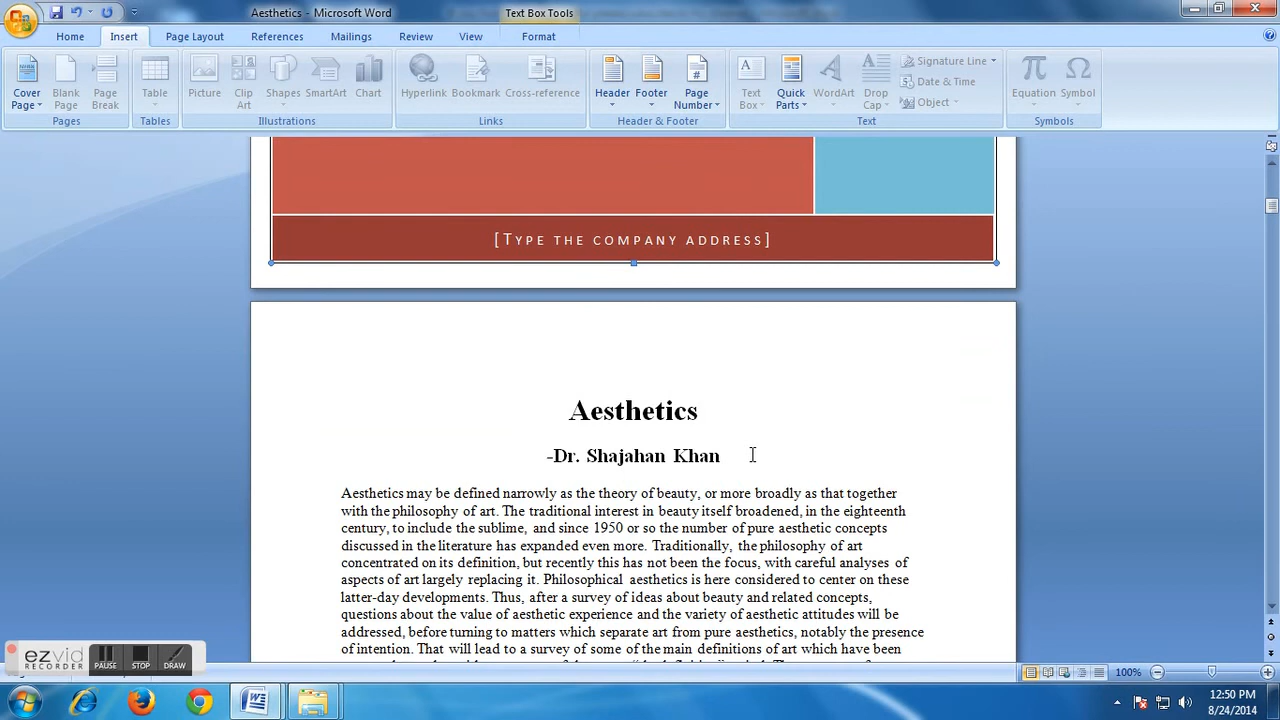 Aesthetics - Microsoft Word
Text Box Tools
Home Insert Page Layout References Mailings Review View Format
Cover Page
Blank Page
Page Break
Table
Picture
Clip Art
Shapes
SmartArt
Chart
Hyperlink
Bookmark
Cross-reference
Header
Footer
Page Number
Text Box
Quick Parts
WordArt
Drop Cap
Signature Line
Date & Time
Object
Equation
Symbol
Pages Tables Illustrations Links Header & Footer Text Symbols
[TYPE THE COMPANY ADDRESS]
Aesthetics
-Dr. Shajahan Khan
Aesthetics may be defined narrowly as the theory of beauty, or more broadly as that together
with the philosophy of art. The traditional interest in beauty itself broadened, in the eighteenth
century, to include the sublime, and since 1950 or so the number of pure aesthetic concepts
discussed in the literature has expanded even more. Traditionally, the philosophy of art
concentrated on its definition, but recently this has not been the focus, with careful analyses of
aspects of art largely replacing it. Philosophical aesthetics is here considered to center on these
latter-day developments. Thus, after a survey of ideas about beauty and related concepts,
questions about the value of aesthetic experience and the variety of aesthetic attitudes will be
addressed, before turning to matters which separate art from pure aesthetics, notably the presence
of intention. That will lead to a survey of some of the main definitions of art which have been
ezvid
RECORDER
PAUSE
STOP
DRAW
100%
12:50 PM
8/24/2014